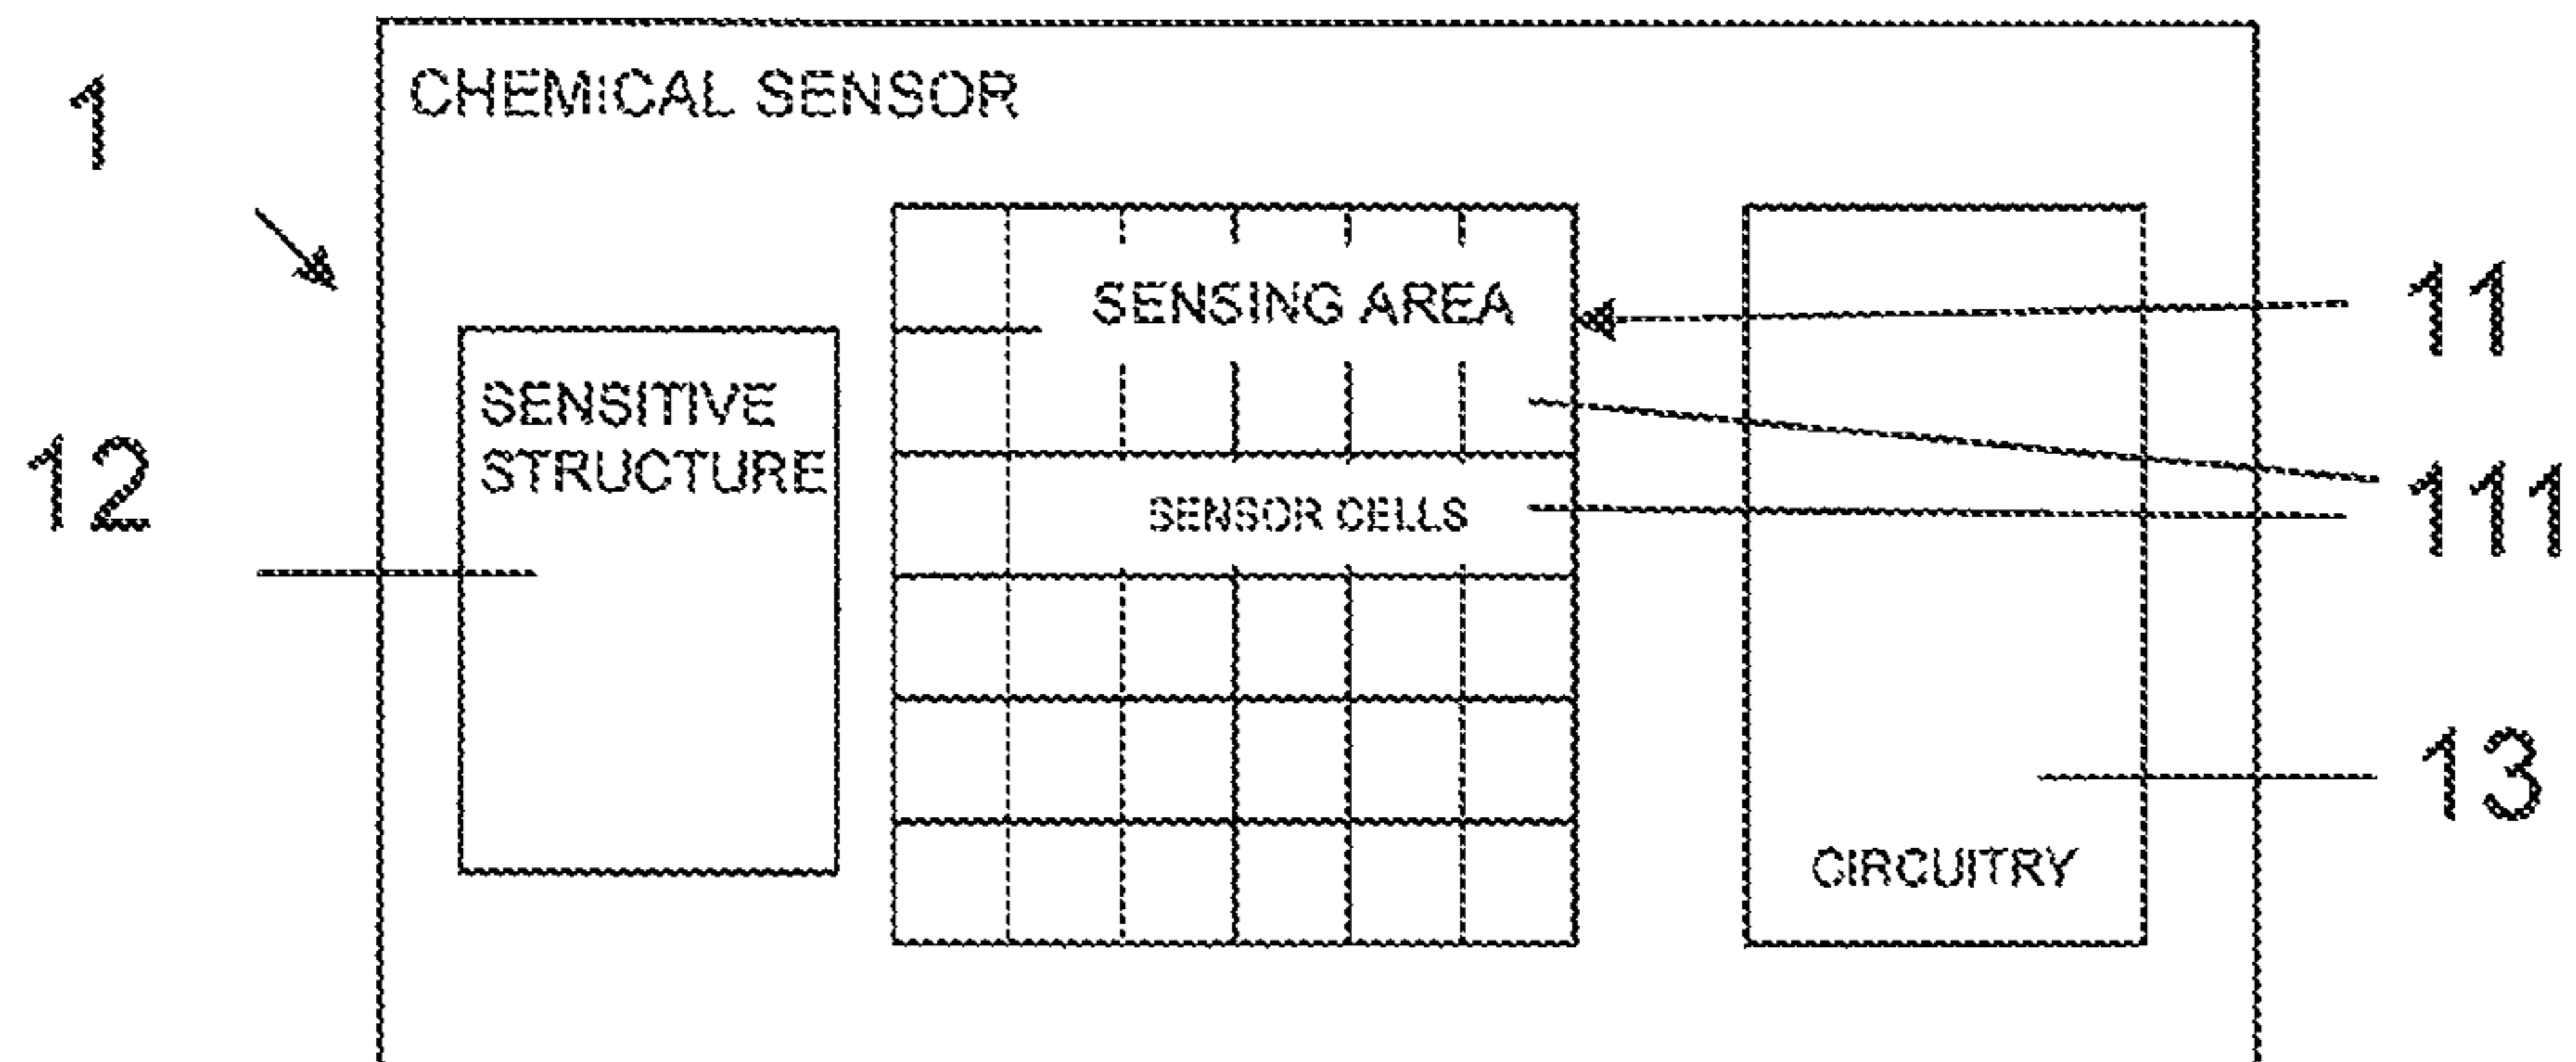 1
CHEMICAL SENSOR
SENSING AREA
11
12
SENSITIVE
STRUCTURE
SENSOR CELLS
111
13
CIRCUITRY